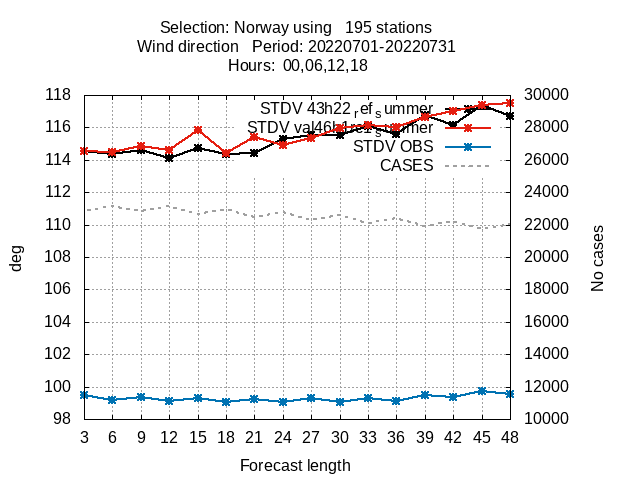 Selection: Norway using 195 stations
Wind direction Period: 20220701-20220731
Hours: 00,06,12,18
118 30000
STDV 43h22_ref_summer
116 28000
STDV
STDV OBS
114 26000
CASES
112 24000
110 22000
108 20000
deg
No cases
106 18000
104 16000
102 14000
100 12000
98 10000
3 6 9 12 15 18 21 24 27 30 33 36 39 42 45 48
Forecast length